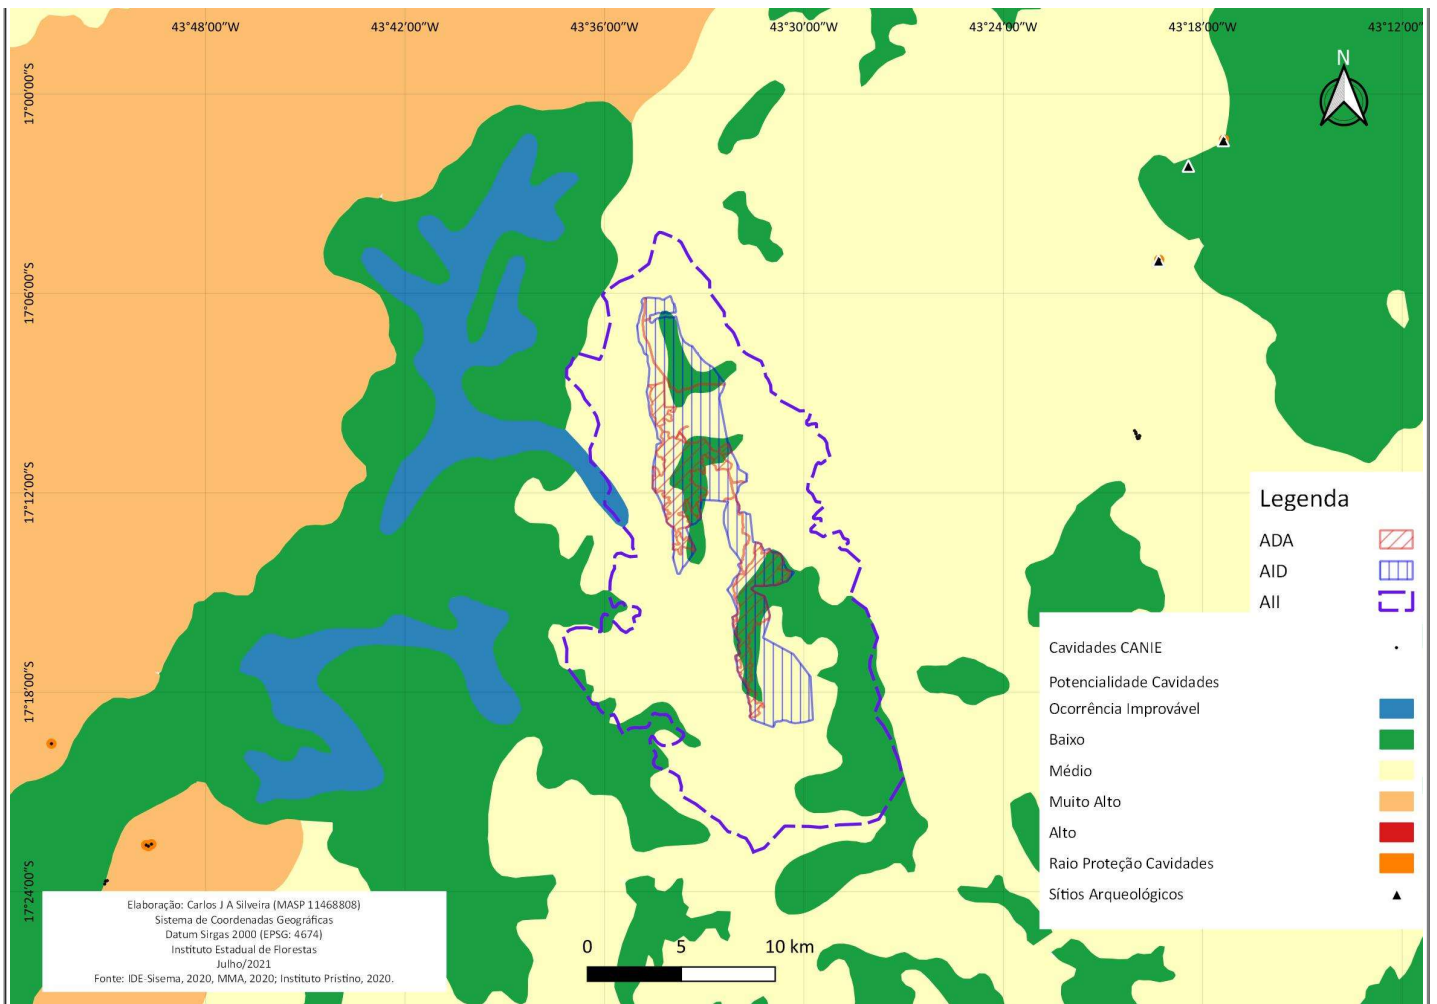 43°48'00"W 43°42'00"W 43°36'00"W 43°30'00"W 43°24'00"W 43°18'00"W 43°12'00"
N
17°00'00"S
17°06'00"S
17°12'00"S
17°18'00"S
17°24'00"S
Legenda
ADA
AID
AII
Cavidades CANIE
Potencialidade Cavidades
Ocorrência Improvável
Baixo
Médio
Muito Alto
Alto
Raio Proteção Cavidades
Sítios Arqueológicos
Elaboração: Carlos J A Silveira (MASP 11468808)
Sistema de Coordenadas Geográficas
Datum Sirgas 2000 (EPSG: 4674)
Instituto Estadual de Florestas
Julho/2021
Fonte: IDE-Sisema, 2020, MMA, 2020; Instituto Prístino, 2020.
0 5 10 km